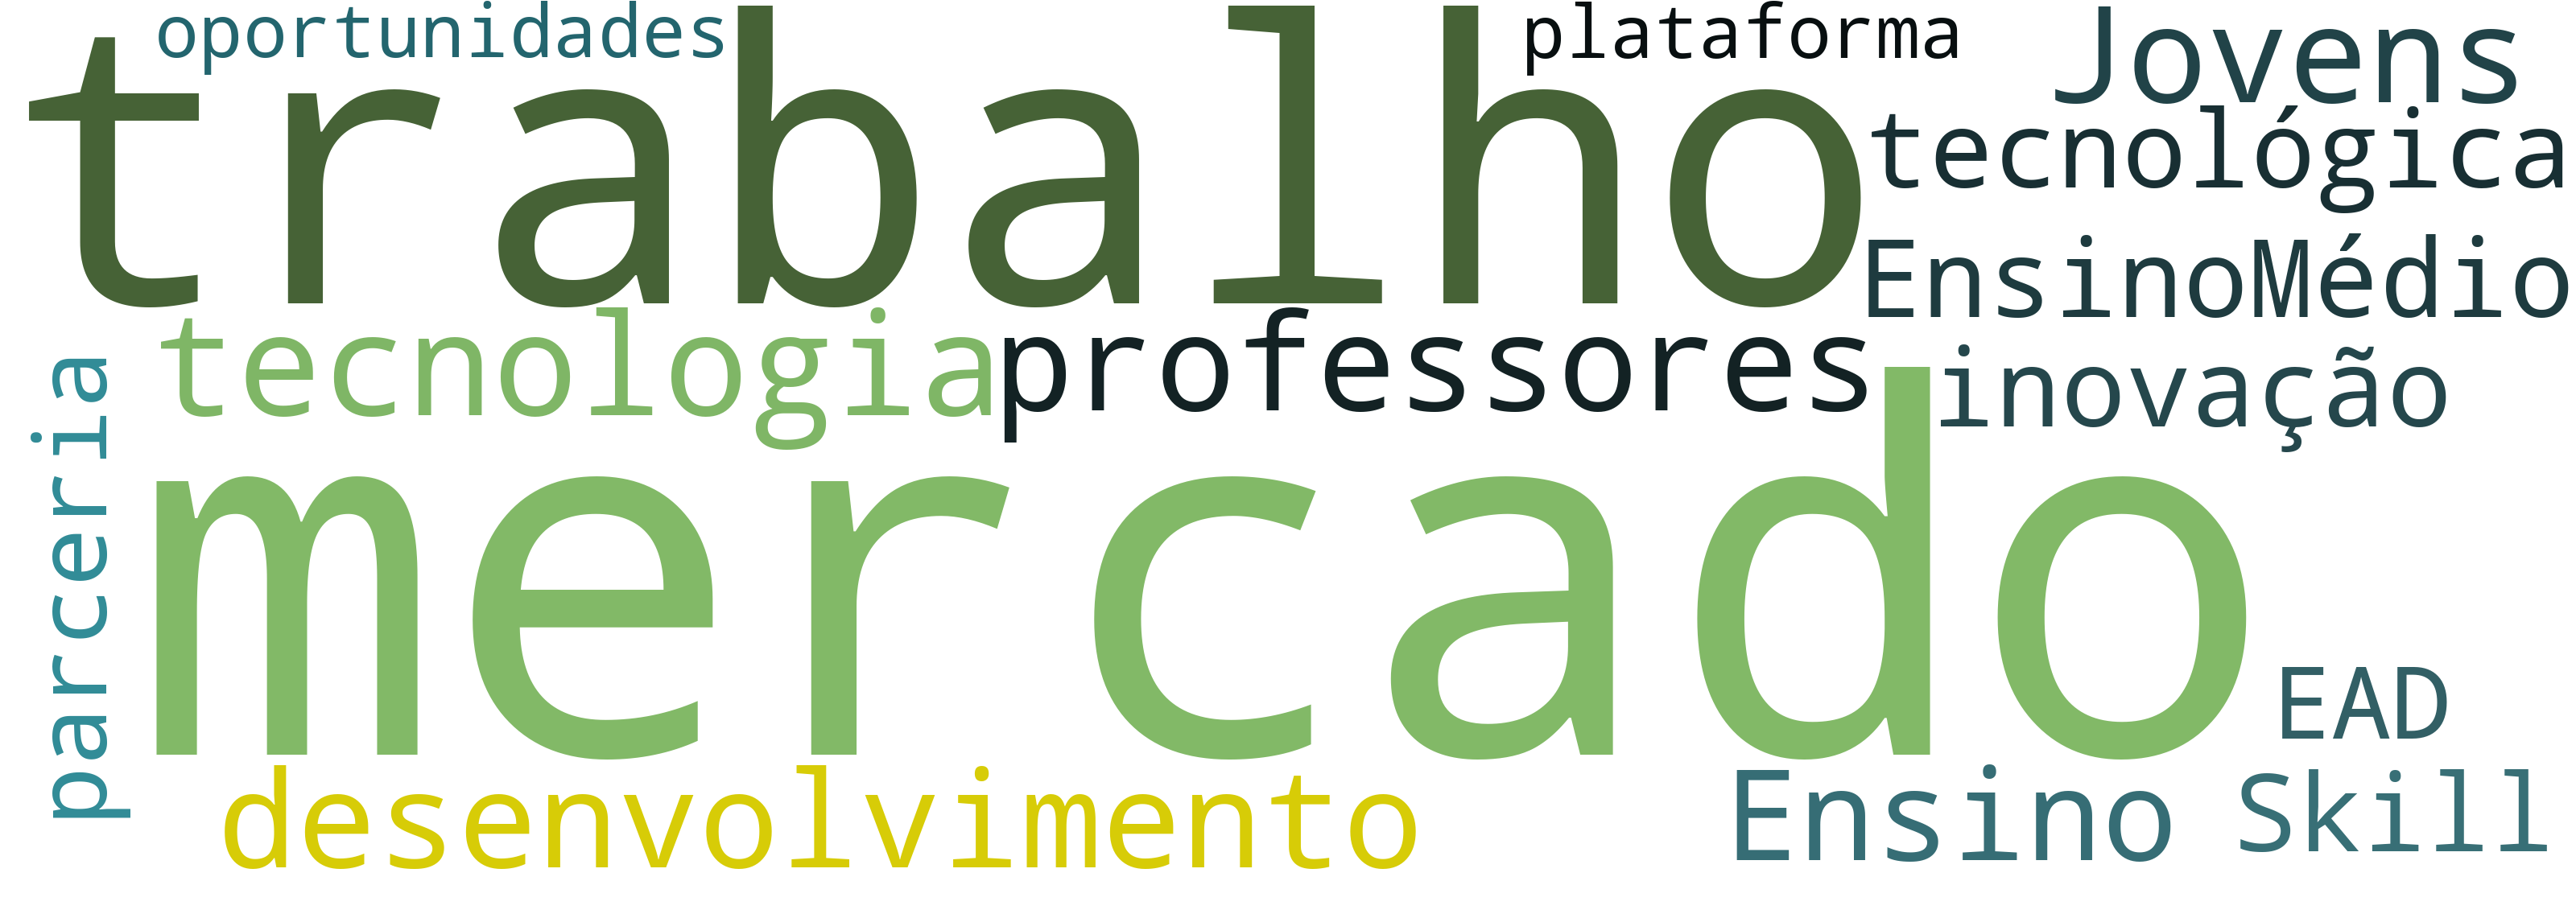 oportunidades
plataforma
Jovens
trabalho
tecnológica
EnsinoMédio
tecnologia
professores
inovação
parceria
mercado
EAD
desenvolvimento
Ensino
Skill